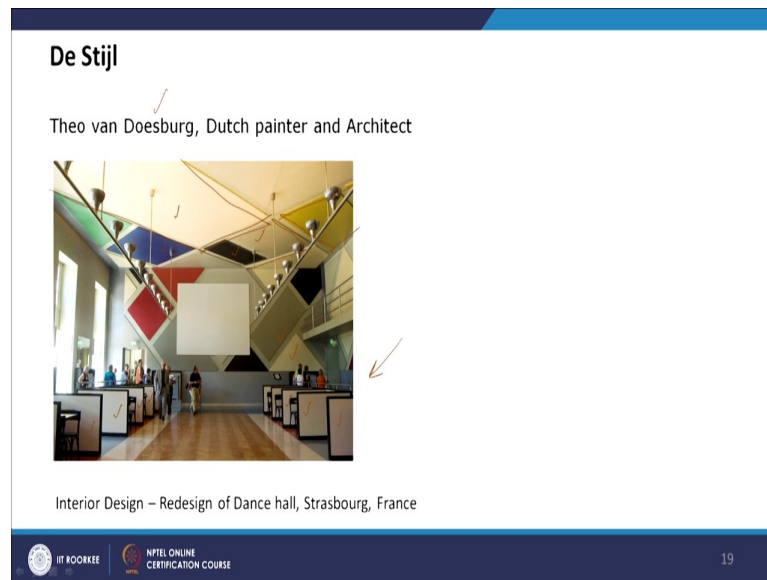 De Stijl
Theo van Doesburg, Dutch painter and Architect
Interior Design – Redesign of Dance hall, Strasbourg, France
IIT ROORKEE
NPTEL ONLINE
CERTIFICATION COURSE
19